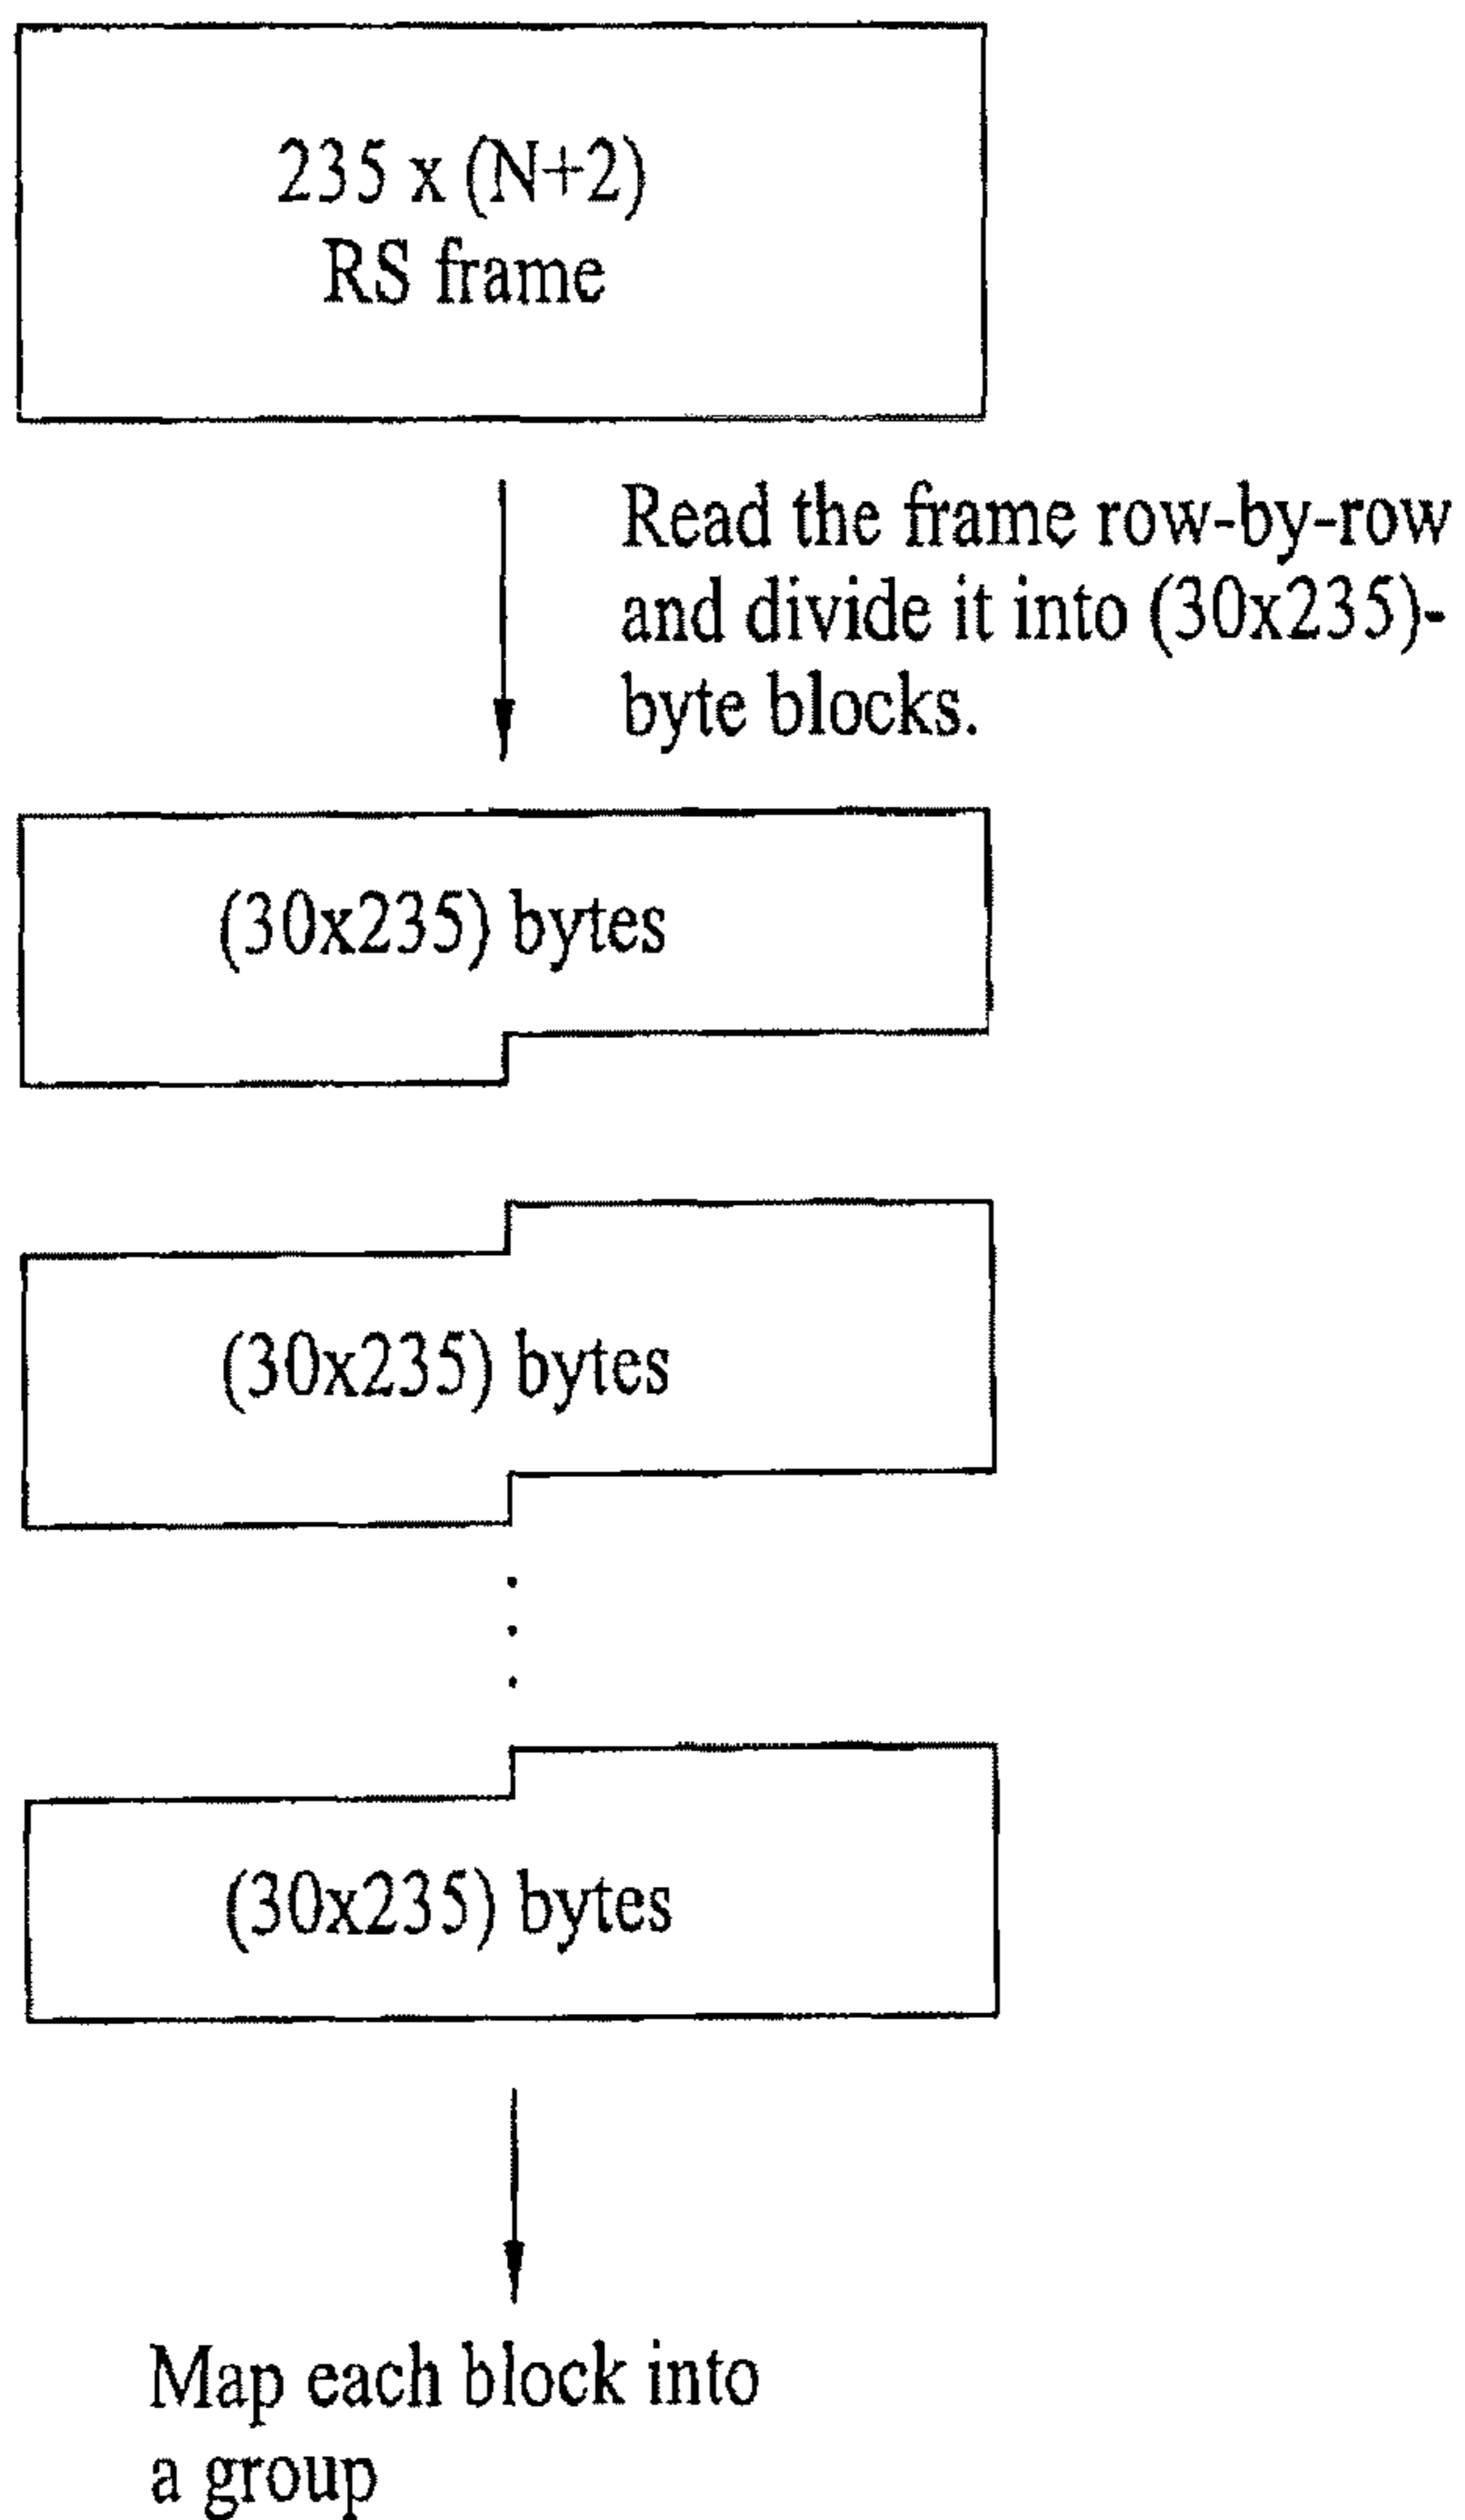 235 x (N+2)
RS frame
Read the frame row-by-row
and divide it into (30x235)-
byte blocks.
(30x235) bytes
(30x235) bytes
(30x235) bytes
Map each block into
a group